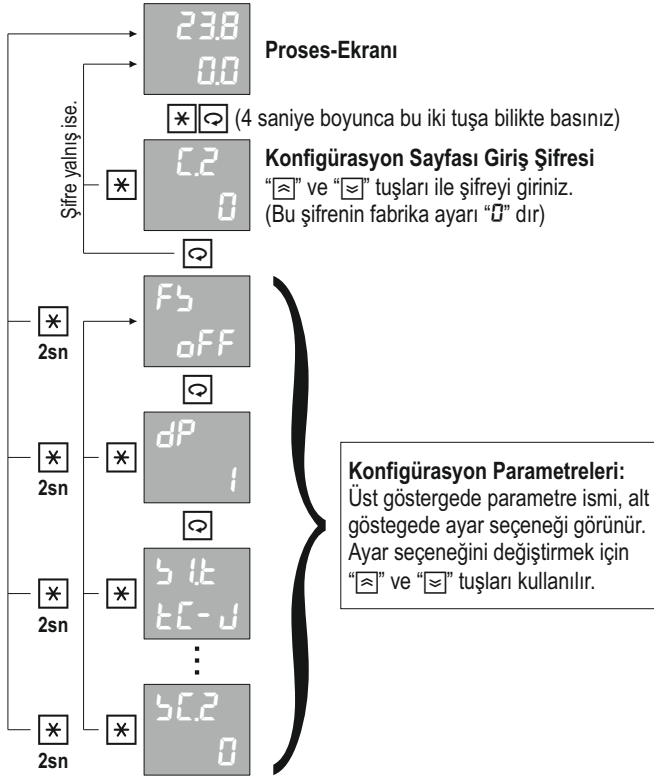 23.8
0.0
Proses-Ekranı
(4 saniye boyunca bu iki tuşa bilikte basınız)
Şifre yalnış ise.
C.2
0
Konfigürasyon Sayfası Giriş Şifresi
“” ve “” tuşları ile şifreyi giriniz.
(Bu şifrenin fabrika ayarı “0” dır)
FS
oFF
2sn
dP
1
2sn
S1.t
tC-J
2sn
SC.2
0
2sn
Konfigürasyon Parametreleri:
Üst göstergede parametre ismi, alt
göstegede ayar seçeneği görünür.
Ayar seçeneğini değiştirmek için
“” ve “” tuşları kullanılır.